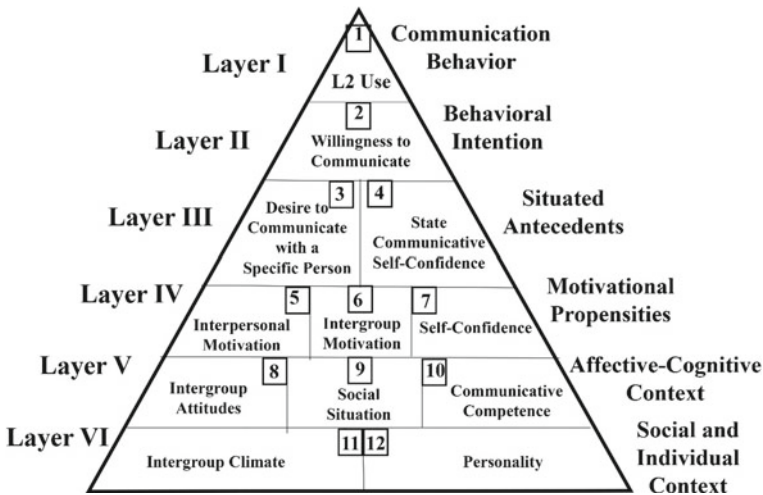 1
Communication
Behavior
Layer I
L2 Use
2
Behavioral
Intention
Layer II
Willingness to
Communicate
3
4
Situated
Antecedents
Layer III
Desire to
Communicate
with a
Specific Person
State
Communicative
Self-Confidence
Motivational
Propensities
Layer IV
5
6
7
Interpersonal
Motivation
Intergroup
Motivation
Self-Confidence
Layer V
Affective-Cognitive
Context
8
9
10
Intergroup
Attitudes
Social
Situation
Communicative
Competence
Layer VI
Social and
Individual
Context
11
12
Intergroup Climate
Personality